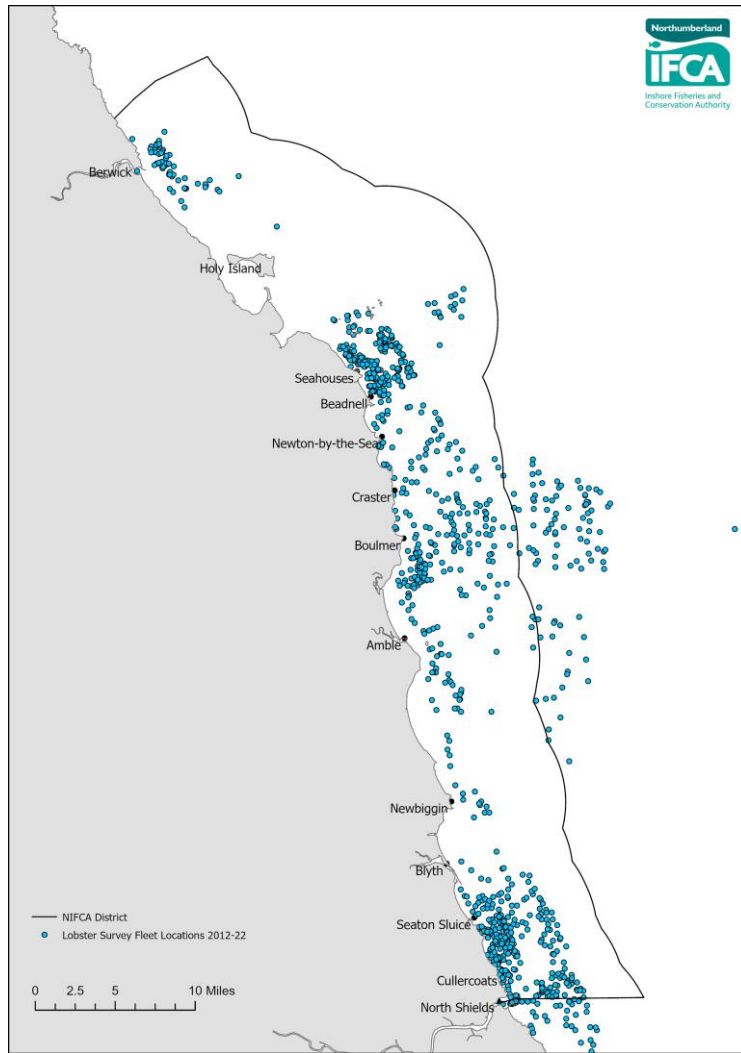 Northumberland
IFCA
Inshore Fisheries and
Conservation Authority
Berwick
Holy Island
Seahouses
Beadnell
Newton-by-the-Sea
Craster
Boulmer
Amble
Newbiggin
Blyth
Seaton Sluice
Cullercoats
North Shields
NIFCA District
Lobster Survey Fleet Locations 2012-22
0 2.5 5 10 Miles